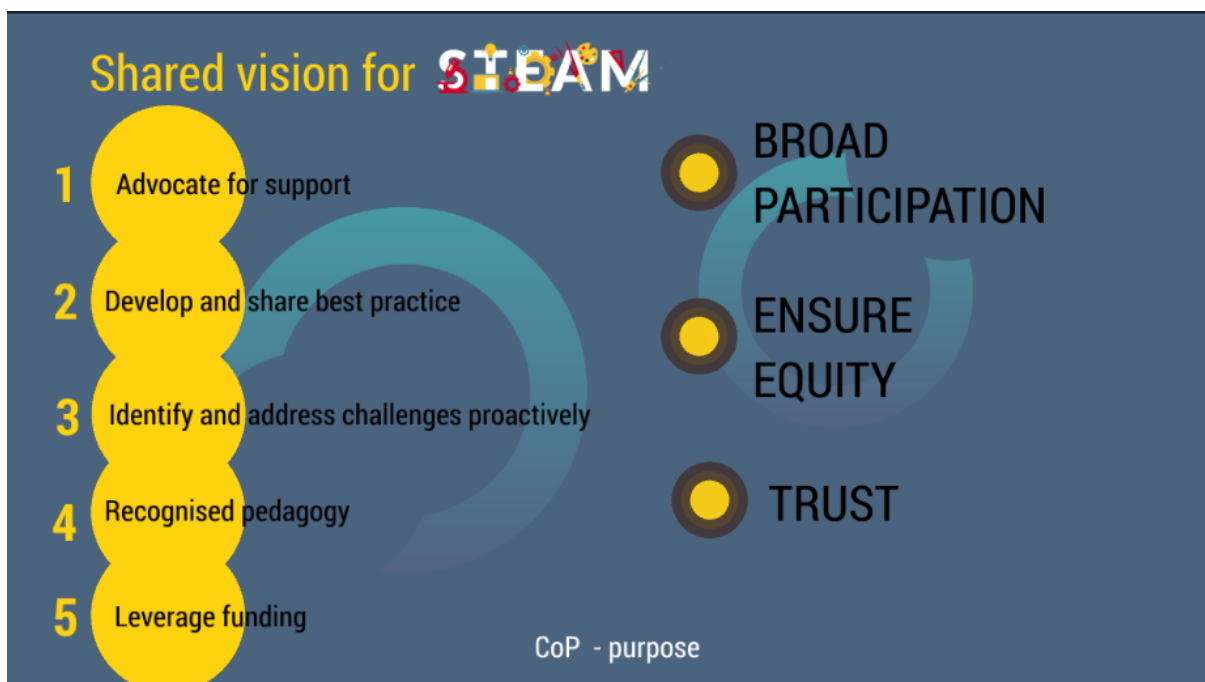 Shared vision for STEAM
1 Advocate for support
2 Develop and share best practice
3 Identify and address challenges proactively
4 Recognised pedagogy
5 Leverage funding
BROAD
PARTICIPATION
ENSURE
EQUITY
TRUST
CoP - purpose